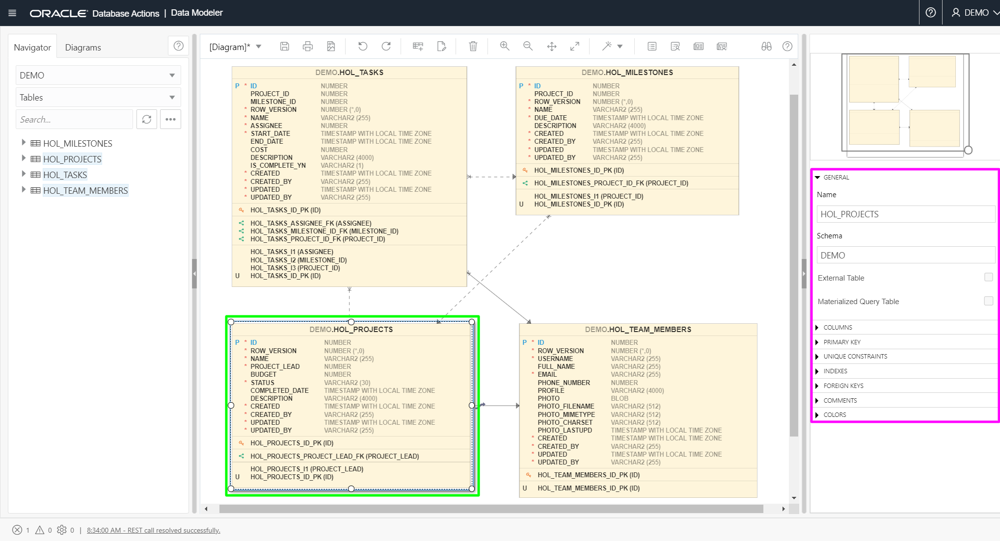 ORACLE Database Actions | Data Modeler
DEMO
Navigator
Diagrams
DEMO
Tables
Search...
HOL_MILESTONES
HOL_PROJECTS
HOL_TASKS
HOL_TEAM_MEMBERS
[Diagram]*
DEMO.HOL_TASKS
P * ID NUMBER
PROJECT_ID NUMBER
MILESTONE_ID NUMBER
* ROW_VERSION NUMBER (*,0)
* NAME VARCHAR2 (255)
* ASSIGNEE NUMBER
* START_DATE TIMESTAMP WITH LOCAL TIME ZONE
END_DATE TIMESTAMP WITH LOCAL TIME ZONE
COST NUMBER
DESCRIPTION VARCHAR2 (4000)
IS_COMPLETE_YN VARCHAR2 (1)
* CREATED TIMESTAMP WITH LOCAL TIME ZONE
* CREATED_BY VARCHAR2 (255)
* UPDATED TIMESTAMP WITH LOCAL TIME ZONE
* UPDATED_BY VARCHAR2 (255)
HOL_TASKS_ID_PK (ID)
HOL_TASKS_ASSIGNEE_FK (ASSIGNEE)
HOL_TASKS_MILESTONE_ID_FK (MILESTONE_ID)
HOL_TASKS_PROJECT_ID_FK (PROJECT_ID)
HOL_TASKS_I1 (ASSIGNEE)
HOL_TASKS_I2 (MILESTONE_ID)
HOL_TASKS_I3 (PROJECT_ID)
U HOL_TASKS_ID_PK (ID)
DEMO.HOL_MILESTONES
P * ID NUMBER
PROJECT_ID NUMBER
* ROW_VERSION NUMBER (*,0)
* NAME VARCHAR2 (255)
* DUE_DATE TIMESTAMP WITH LOCAL TIME ZONE
DESCRIPTION VARCHAR2 (4000)
* CREATED TIMESTAMP WITH LOCAL TIME ZONE
* CREATED_BY VARCHAR2 (255)
* UPDATED TIMESTAMP WITH LOCAL TIME ZONE
* UPDATED_BY VARCHAR2 (255)
HOL_MILESTONES_ID_PK (ID)
HOL_MILESTONES_PROJECT_ID_FK (PROJECT_ID)
HOL_MILESTONES_I1 (PROJECT_ID)
U HOL_MILESTONES_ID_PK (ID)
DEMO.HOL_PROJECTS
P * ID NUMBER
* ROW_VERSION NUMBER (*,0)
* NAME VARCHAR2 (255)
* PROJECT_LEAD NUMBER
BUDGET NUMBER
* STATUS VARCHAR2 (30)
COMPLETED_DATE TIMESTAMP WITH LOCAL TIME ZONE
DESCRIPTION VARCHAR2 (4000)
* CREATED TIMESTAMP WITH LOCAL TIME ZONE
* CREATED_BY VARCHAR2 (255)
* UPDATED TIMESTAMP WITH LOCAL TIME ZONE
* UPDATED_BY VARCHAR2 (255)
HOL_PROJECTS_ID_PK (ID)
HOL_PROJECTS_PROJECT_LEAD_FK (PROJECT_LEAD)
HOL_PROJECTS_I1 (PROJECT_LEAD)
U HOL_PROJECTS_ID_PK (ID)
DEMO.HOL_TEAM_MEMBERS
P * ID NUMBER
* ROW_VERSION NUMBER (*,0)
* USERNAME VARCHAR2 (255)
FULL_NAME VARCHAR2 (255)
* EMAIL VARCHAR2 (255)
PHONE_NUMBER NUMBER
PROFILE VARCHAR2 (4000)
PHOTO BLOB
PHOTO_FILENAME VARCHAR2 (512)
PHOTO_MIMETYPE VARCHAR2 (512)
PHOTO_CHARSET VARCHAR2 (512)
PHOTO_LASTUPD TIMESTAMP WITH LOCAL TIME ZONE
* CREATED TIMESTAMP WITH LOCAL TIME ZONE
* CREATED_BY VARCHAR2 (255)
* UPDATED TIMESTAMP WITH LOCAL TIME ZONE
* UPDATED_BY VARCHAR2 (255)
HOL_TEAM_MEMBERS_ID_PK (ID)
U HOL_TEAM_MEMBERS_ID_PK (ID)
GENERAL
Name
HOL_PROJECTS
Schema
DEMO
External Table
Materialized Query Table
COLUMNS
PRIMARY KEY
UNIQUE CONSTRAINTS
INDEXES
FOREIGN KEYS
COMMENTS
COLORS
1 0 0 | 8:34:00 AM - REST call resolved successfully.